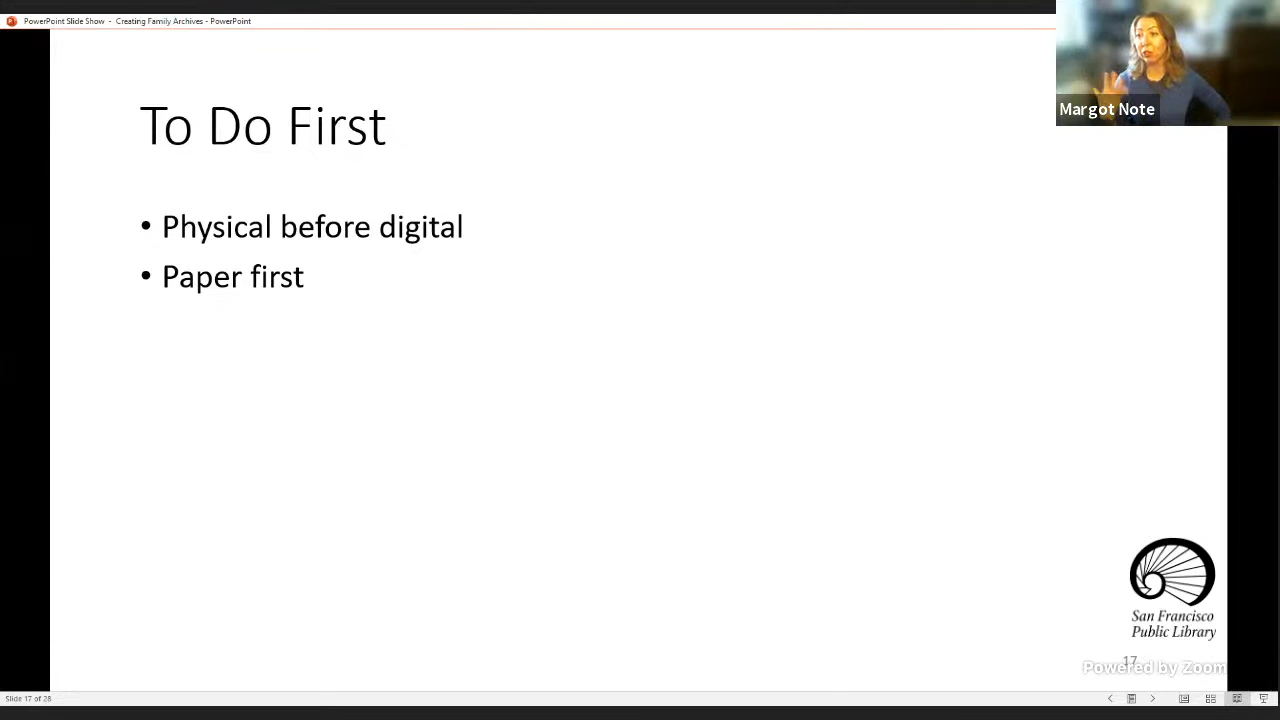 PowerPoint Slide Show - Creating Family Archives - PowerPoint
Margot Note
To Do First
• Physical before digital
• Paper first
San Francisco
Public Library
17
Powered by Zoom
Slide 17 of 28